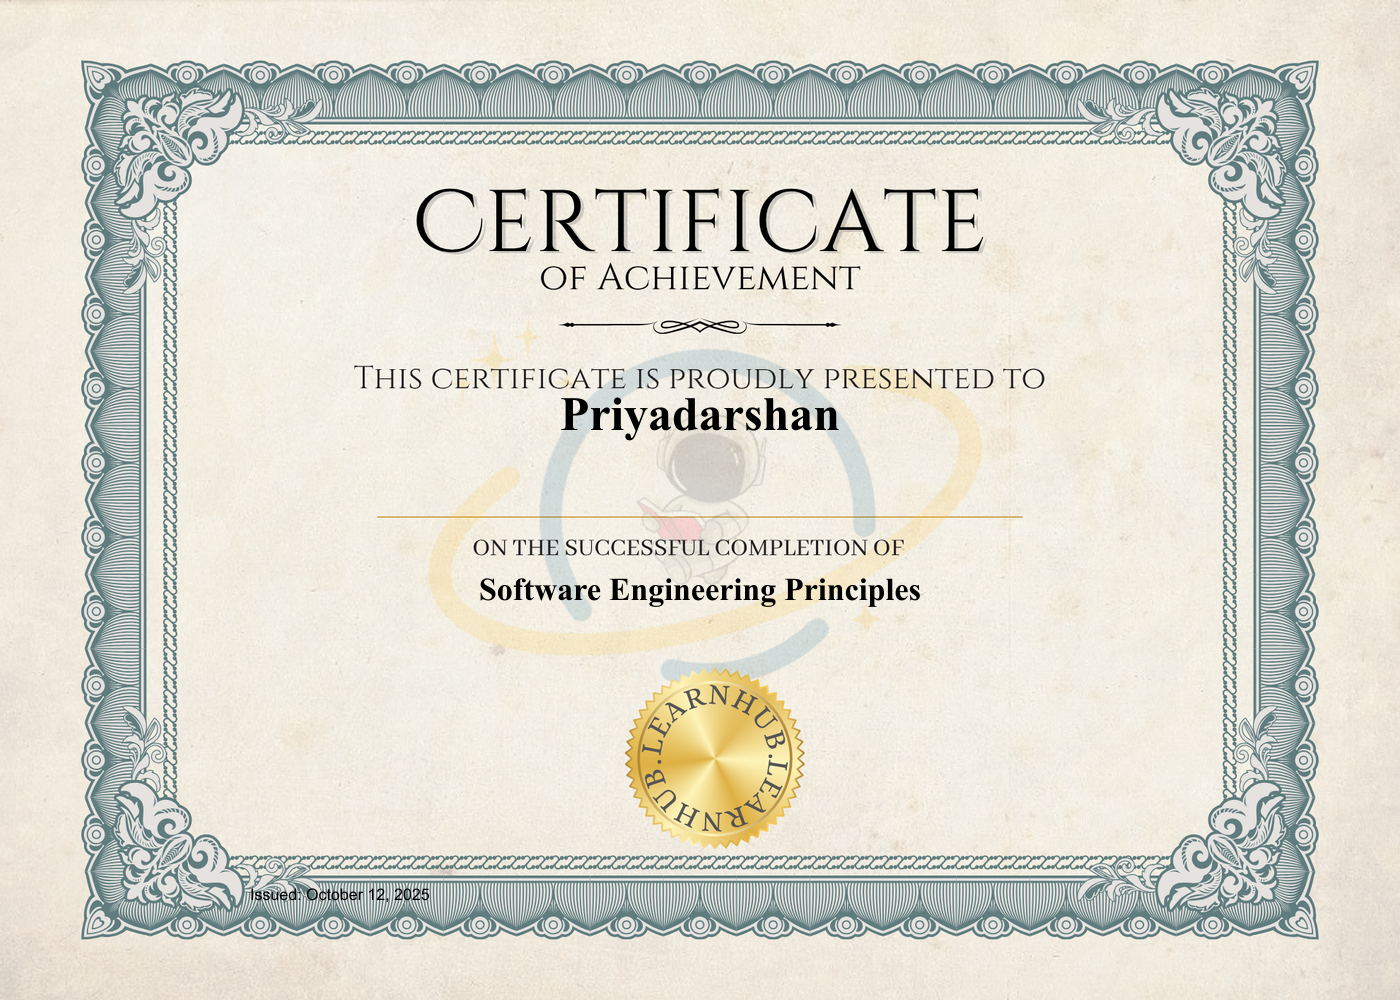 CERTIFICATE
OF ACHIEVEMENT
THIS CERTIFICATE IS PROUDLY PRESENTED TO
Priyadarshan
ON THE SUCCESSFUL COMPLETION OF
Software Engineering Principles
LEARNHUB.LEARNHUB.
Issued: October 12, 2025